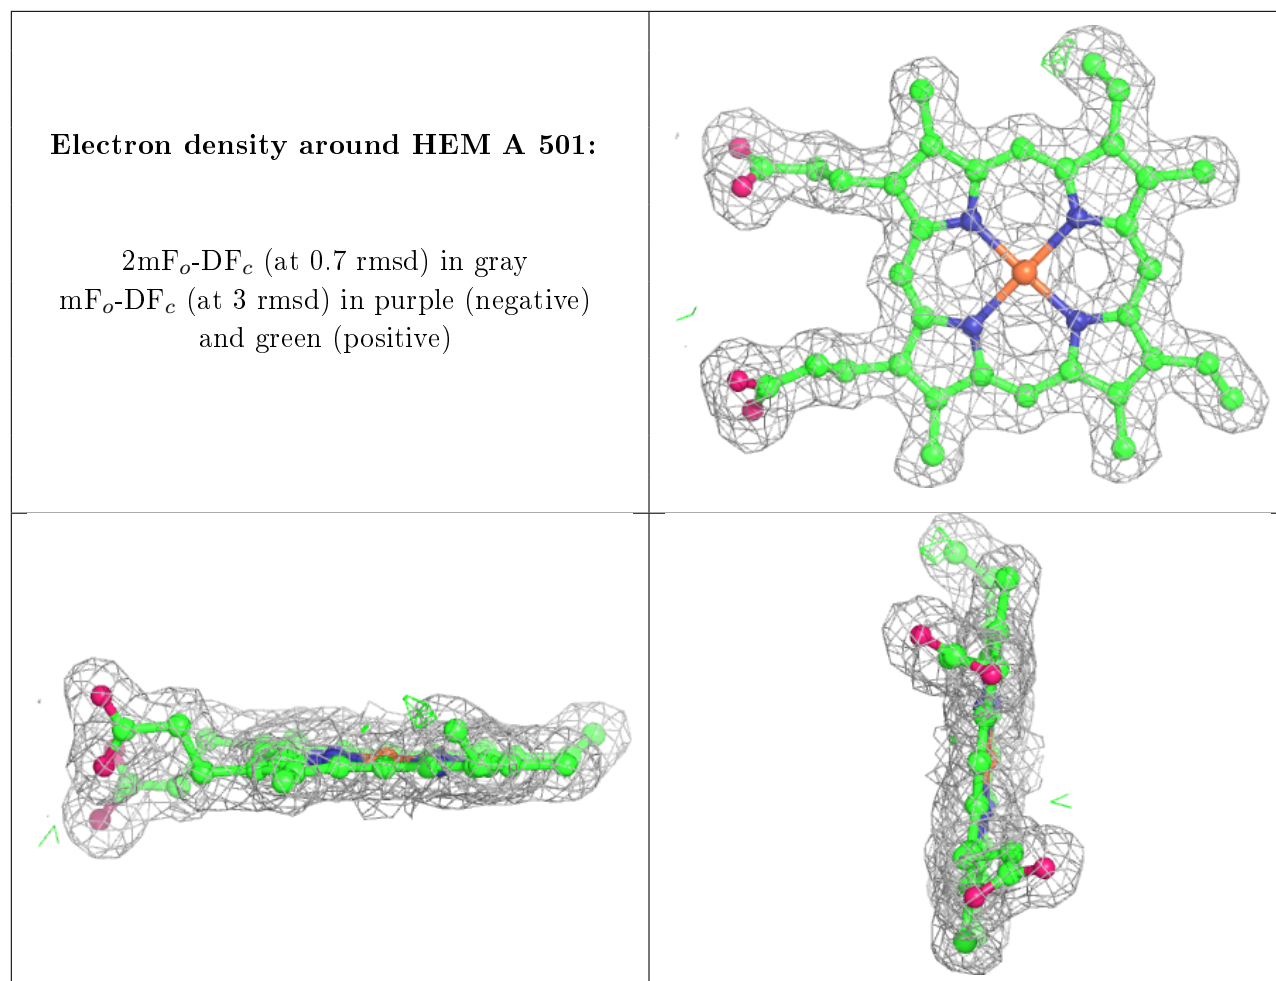 Electron density around HEM A 501:
2mFₒ-DF𝒸 (at 0.7 rmsd) in gray
mFₒ-DF𝒸 (at 3 rmsd) in purple (negative)
and green (positive)